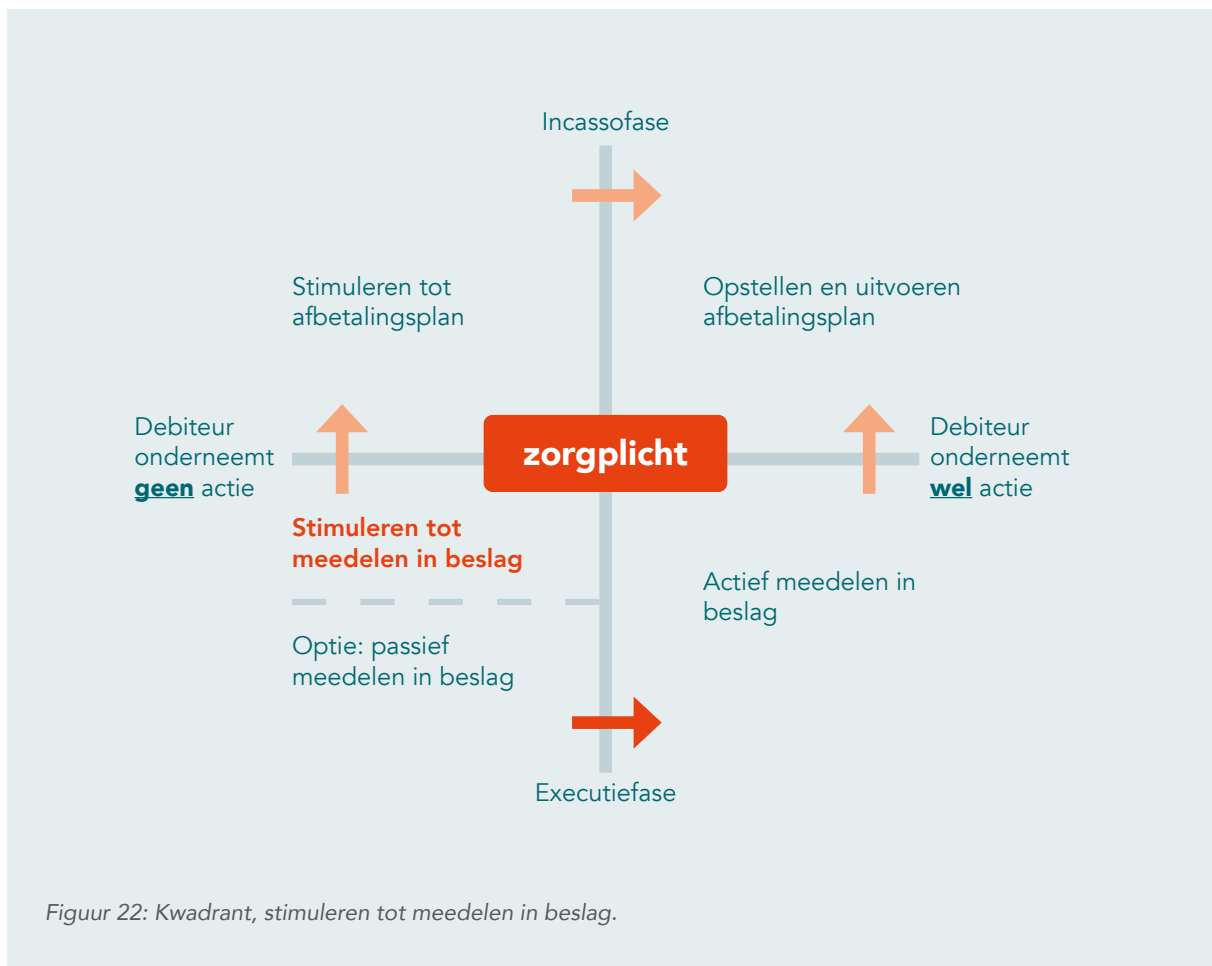 Incassofase
Stimuleren tot
afbetalingsplan
Opstellen en uitvoeren
afbetalingsplan
Debiteur
onderneemt
geen actie
zorgplicht
Debiteur
onderneemt
wel actie
Stimuleren tot
meedelen in beslag
Actief meedelen in
beslag
Optie: passief
meedelen in beslag
Executiefase
Figuur 22: Kwadrant, stimuleren tot meedelen in beslag.